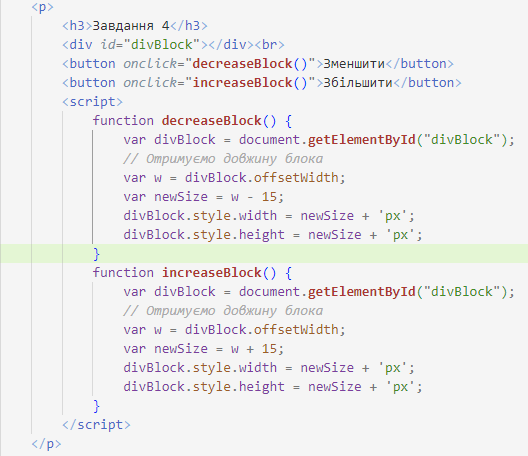 <p>
<h3>Завдання 4</h3>
<div id="divBlock"></div><br>
<button onclick="decreaseBlock()">Зменшити</button>
<button onclick="increaseBlock()">Збільшити</button>
<script>
function decreaseBlock() {
var divBlock = document.getElementById("divBlock");
// Отримуємо довжину блока
var w = divBlock.offsetWidth;
var newSize = w - 15;
divBlock.style.width = newSize + 'px';
divBlock.style.height = newSize + 'px';
}
function increaseBlock() {
var divBlock = document.getElementById("divBlock");
// Отримуємо довжину блока
var w = divBlock.offsetWidth;
var newSize = w + 15;
divBlock.style.width = newSize + 'px';
divBlock.style.height = newSize + 'px';
}
</script>
</p>